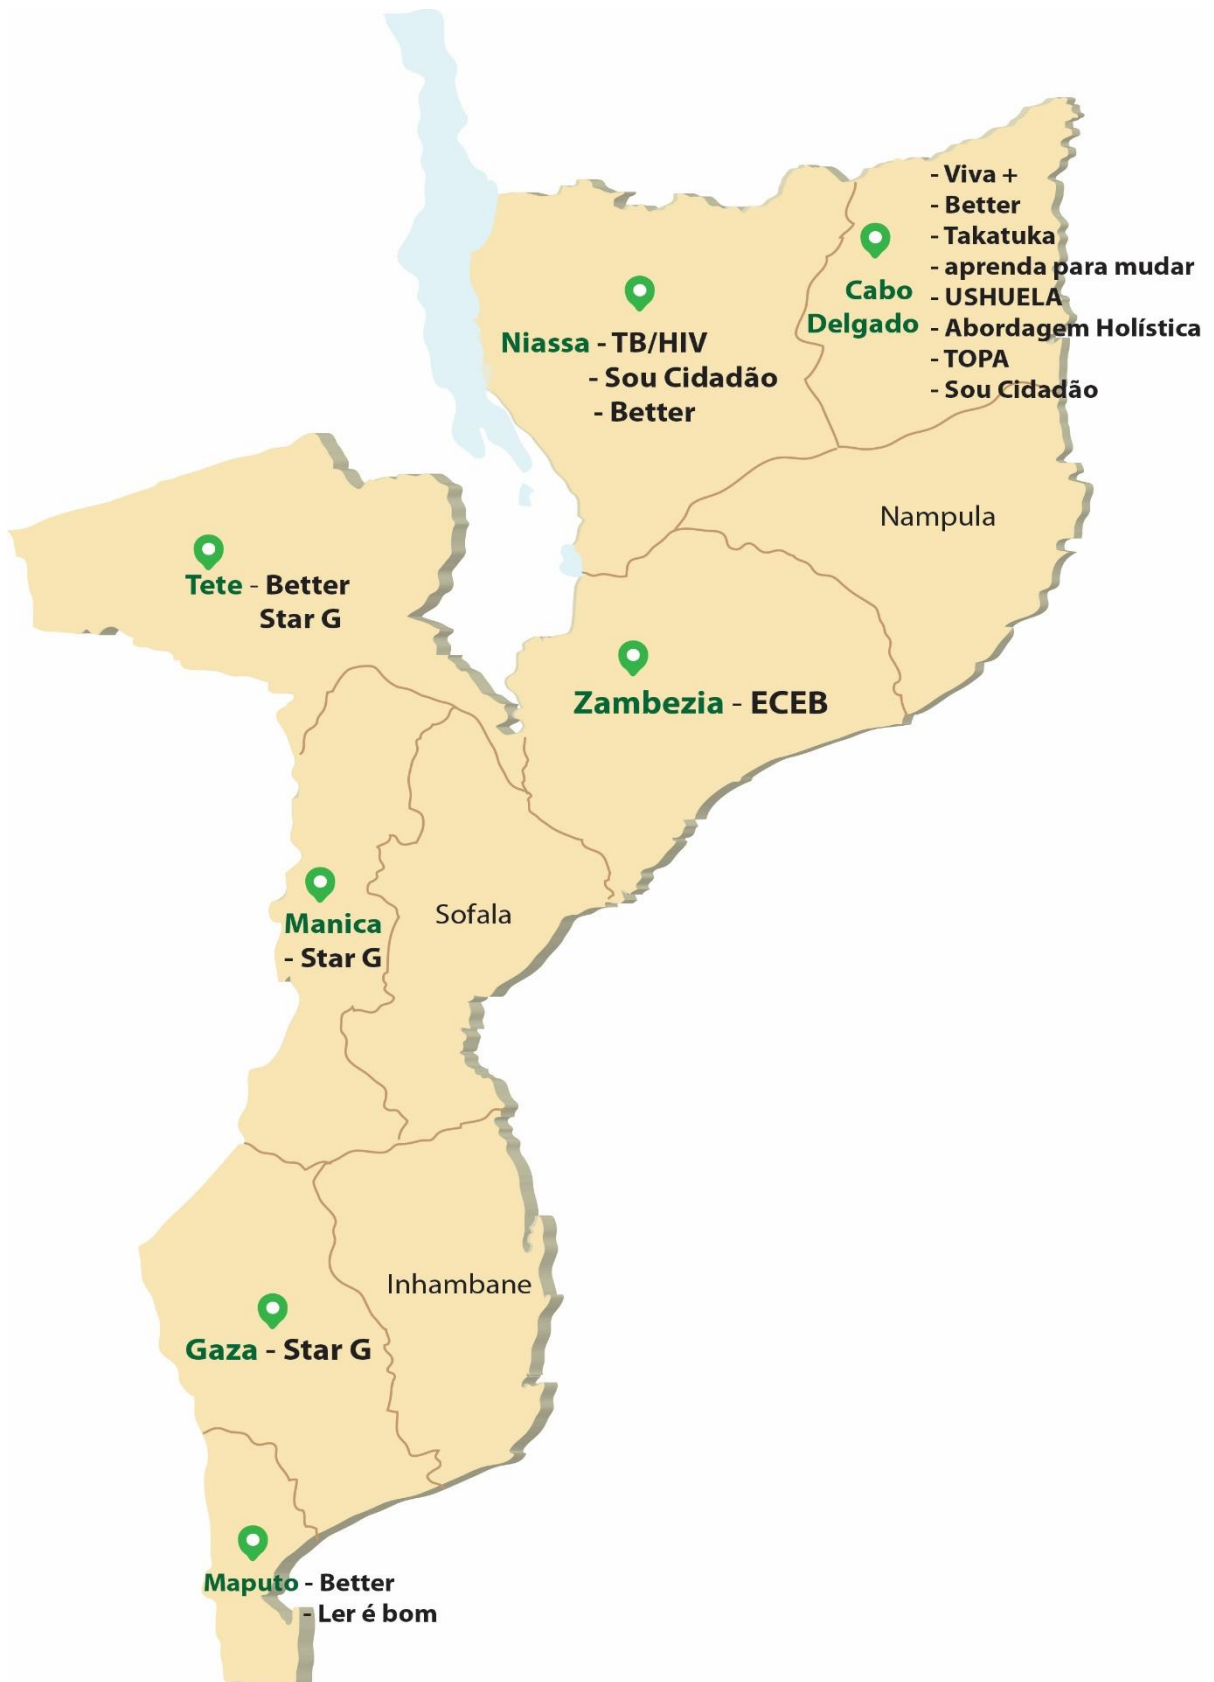 - Viva +
- Better
- Takatuka
- aprenda para mudar
- USHUELA
- Abordagem Holística
- TOPA
- Sou Cidadão
Cabo
Delgado
Niassa - TB/HIV
- Sou Cidadão
- Better
Nampula
Tete - Better
Star G
Zambezia - ECEB
Manica
- Star G
Sofala
Inhambane
Gaza - Star G
Maputo - Better
- Ler é bom